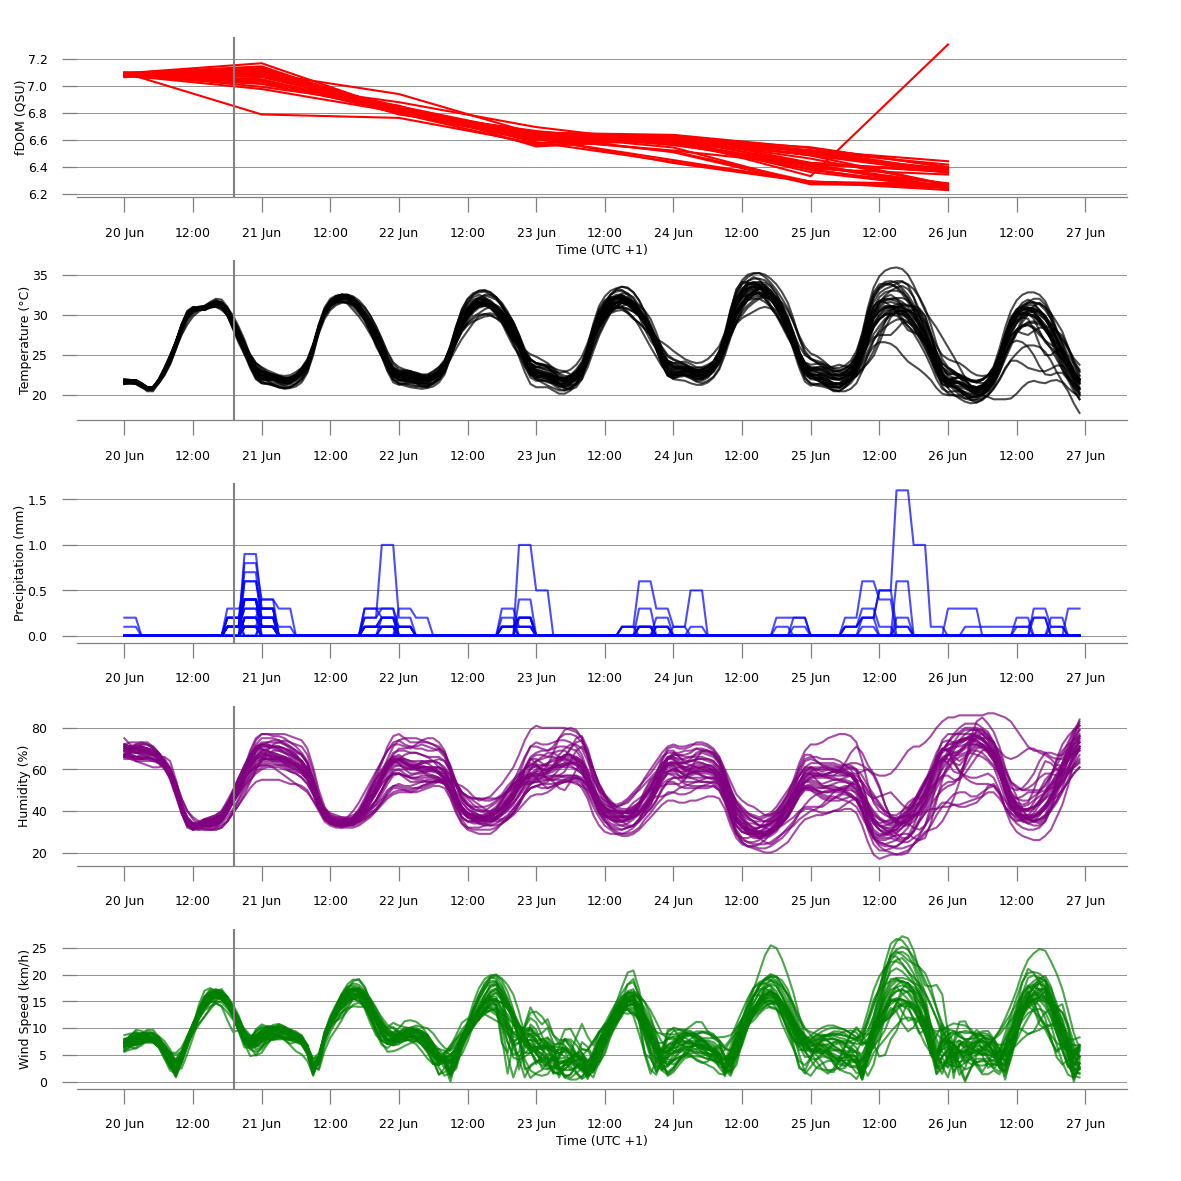 fDOM (QSU)
7.2
7.0
6.8
6.6
6.4
6.2
20 Jun 12:00 21 Jun 12:00 22 Jun 12:00 23 Jun 12:00 24 Jun 12:00 25 Jun 12:00 26 Jun 12:00 27 Jun
Time (UTC +1)
Temperature (°C)
35
30
25
20
20 Jun 12:00 21 Jun 12:00 22 Jun 12:00 23 Jun 12:00 24 Jun 12:00 25 Jun 12:00 26 Jun 12:00 27 Jun
Precipitation (mm)
1.5
1.0
0.5
0.0
20 Jun 12:00 21 Jun 12:00 22 Jun 12:00 23 Jun 12:00 24 Jun 12:00 25 Jun 12:00 26 Jun 12:00 27 Jun
Humidity (%)
80
60
40
20
20 Jun 12:00 21 Jun 12:00 22 Jun 12:00 23 Jun 12:00 24 Jun 12:00 25 Jun 12:00 26 Jun 12:00 27 Jun
Wind Speed (km/h)
25
20
15
10
5
0
20 Jun 12:00 21 Jun 12:00 22 Jun 12:00 23 Jun 12:00 24 Jun 12:00 25 Jun 12:00 26 Jun 12:00 27 Jun
Time (UTC +1)